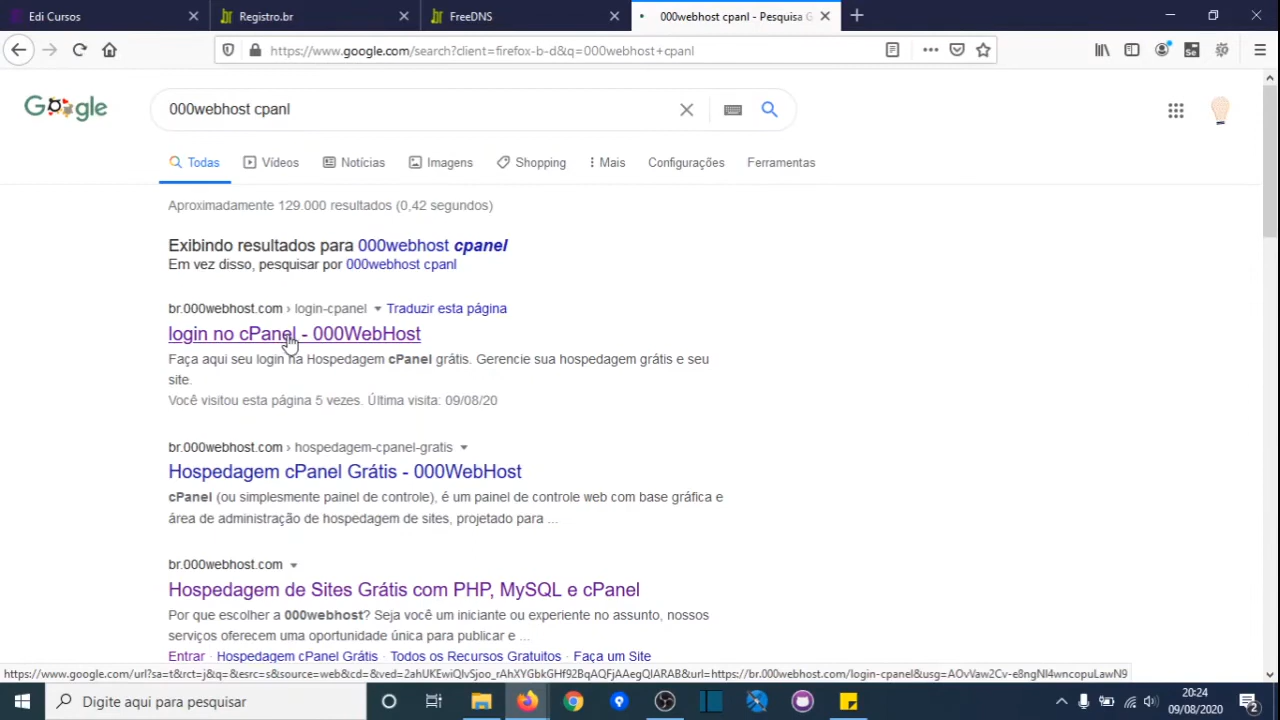 Edi Cursos
Registro.br
FreeDNS
000webhost cpanl - Pesquisa G
https://www.google.com/search?client=firefox-b-d&q=000webhost+cpanl
Google
000webhost cpanl
Todas
Vídeos
Notícias
Imagens
Shopping
Mais
Configurações
Ferramentas
Aproximadamente 129.000 resultados (0,42 segundos)
Exibindo resultados para 000webhost cpanel
Em vez disso, pesquisar por 000webhost cpanl
br.000webhost.com › login-cpanel Traduzir esta página
login no cPanel - 000WebHost
Faça aqui seu login na Hospedagem cPanel grátis. Gerencie sua hospedagem grátis e seu
site.
Você visitou esta página 5 vezes. Última visita: 09/08/20
br.000webhost.com › hospedagem-cpanel-gratis
Hospedagem cPanel Grátis - 000WebHost
cPanel (ou simplesmente painel de controle), é um painel de controle web com base gráfica e
área de administração de hospedagem de sites, projetado para ...
br.000webhost.com
Hospedagem de Sites Grátis com PHP, MySQL e cPanel
Por que escolher a 000webhost? Seja você um iniciante ou experiente no assunto, nossos
serviços oferecem uma oportunidade única para publicar e ...
Entrar · Hospedagem cPanel Grátis · Todos os Recursos Gratuitos · Faça um Site
Digite aqui para pesquisar
20:24
09/08/2020
2